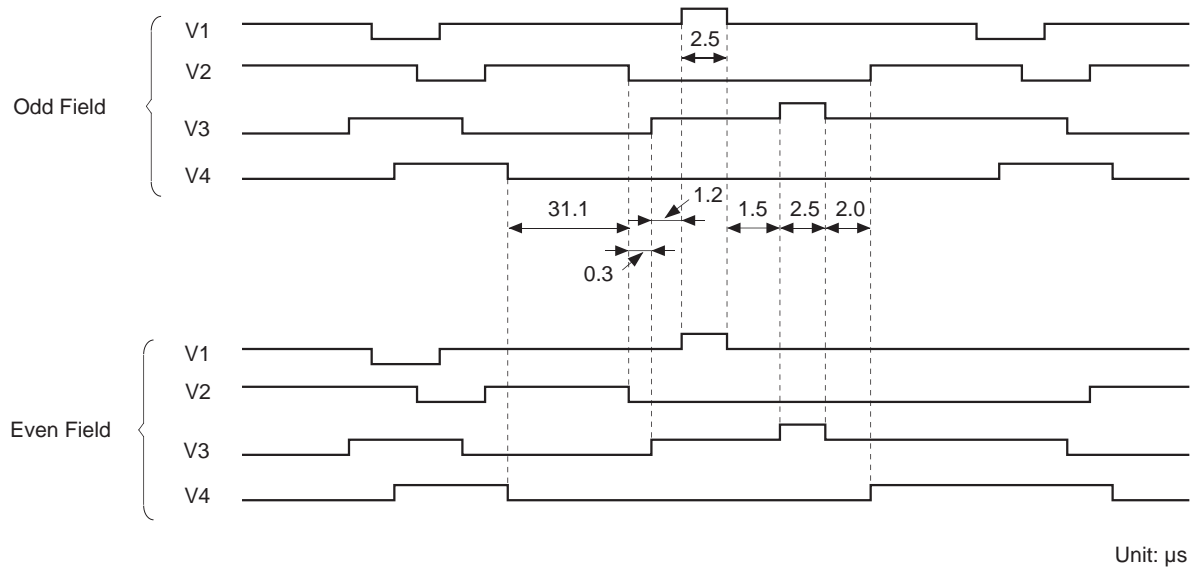 Odd Field
V1
2.5
V2
V3
V4
31.1
1.2
1.5
2.5
2.0
0.3
Even Field
V1
V2
V3
V4
Unit: μs